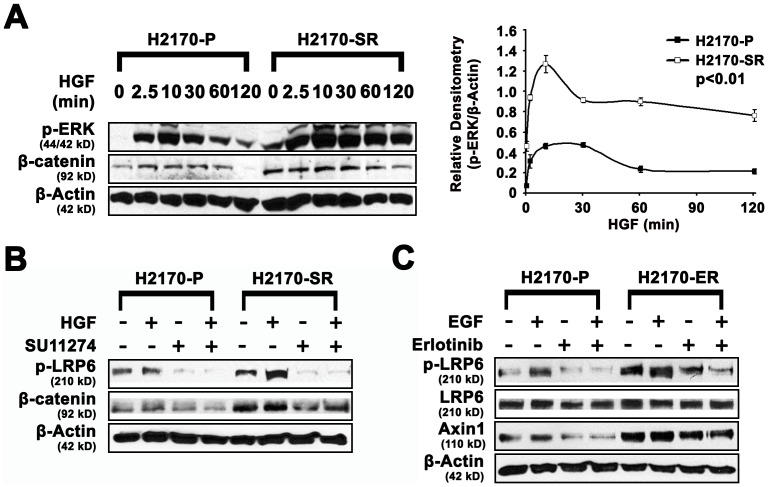 A
H2170-P H2170-SR
HGF (min) 0 2.5 10 30 60 120 0 2.5 10 30 60 120
p-ERK
(44/42 kD)
β-catenin
(92 kD)
β-Actin
(42 kD)
Relative Densitometry
(p-ERK/β-Actin)
1.6
1.4
1.2
1.0
0.8
0.6
0.4
0.2
0
0 30 60 90 120
HGF (min)
H2170-P
H2170-SR
p<0.01
B
H2170-P H2170-SR
HGF - + - + - + - +
SU11274 - - + + - - + +
p-LRP6
(210 kD)
β-catenin
(92 kD)
β-Actin
(42 kD)
C
H2170-P H2170-ER
EGF - + - + - + - +
Erlotinib - - + + - - + +
p-LRP6
(210 kD)
LRP6
(210 kD)
Axin1
(110 kD)
β-Actin
(42 kD)